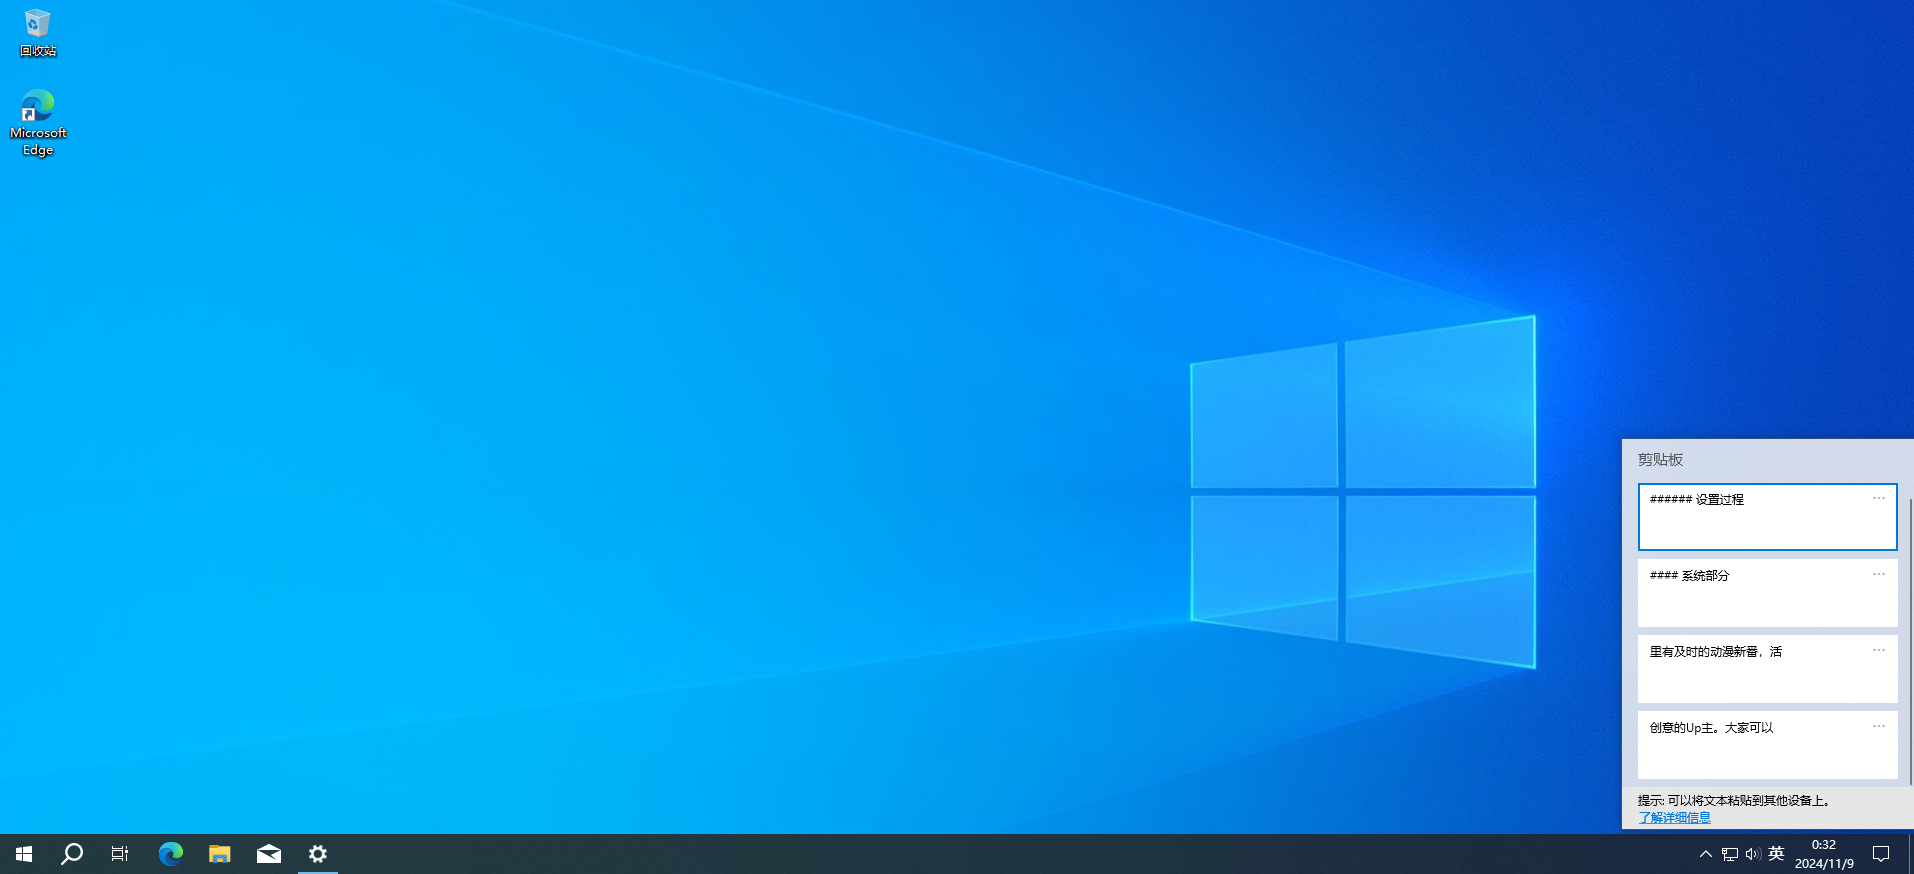 回收站
Microsoft
Edge
剪贴板
###### 设置过程
#### 系统部分
里有及时的动漫新番，活
创意的Up主。大家可以
提示: 可以将文本粘贴到其他设备上。
了解详细信息
英
0:32
2024/11/9